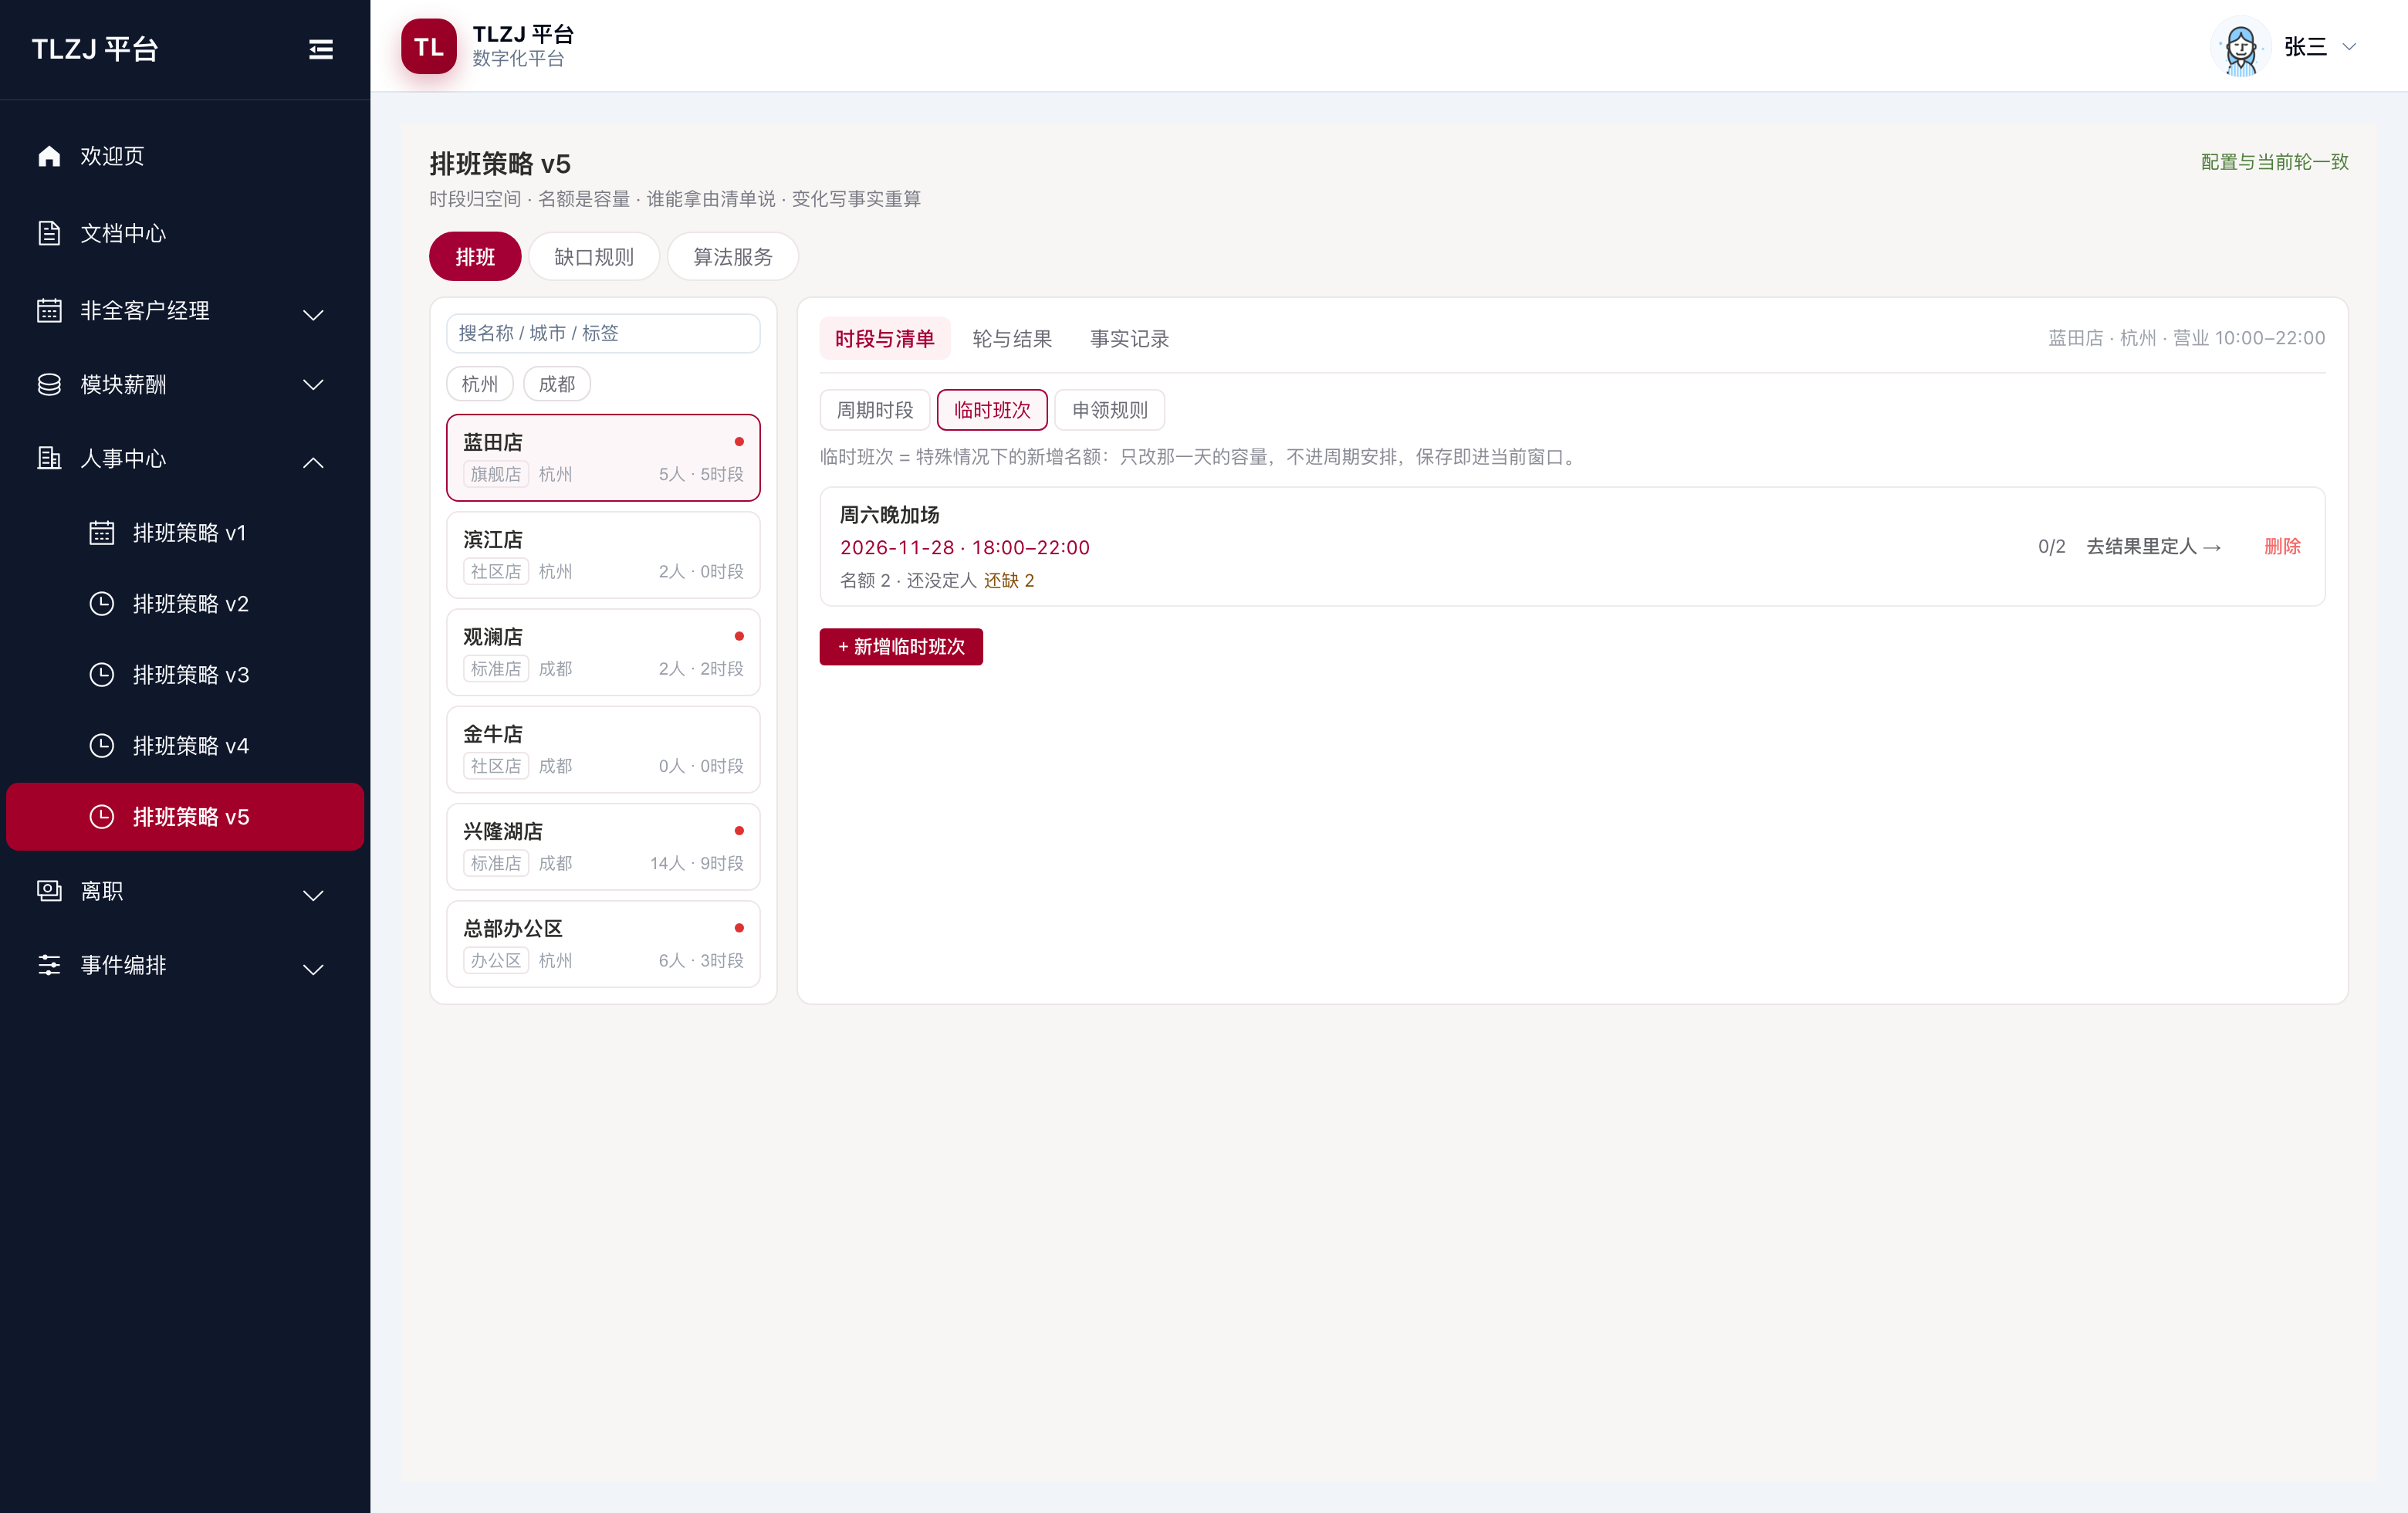 TLZJ 平台
欢迎页
文档中心
非全客户经理
模块薪酬
人事中心
排班策略 v1
排班策略 v2
排班策略 v3
排班策略 v4
排班策略 v5
离职
事件编排
TL
TLZJ 平台
数字化平台
张三
排班策略 v5
配置与当前轮一致
时段归空间 · 名额是容量 · 谁能拿由清单说 · 变化写事实重算
排班 缺口规则 算法服务
搜名称 / 城市 / 标签
杭州 成都
蓝田店
旗舰店 杭州 5人 · 5时段
滨江店
社区店 杭州 2人 · 0时段
观澜店
标准店 成都 2人 · 2时段
金牛店
社区店 成都 0人 · 0时段
兴隆湖店
标准店 成都 14人 · 9时段
总部办公区
办公区 杭州 6人 · 3时段
时段与清单 轮与结果 事实记录 蓝田店 · 杭州 · 营业 10:00–22:00
周期时段 临时班次 申领规则
临时班次 = 特殊情况下的新增名额：只改那一天的容量，不进周期安排，保存即进当前窗口。
周六晚加场
2026-11-28 · 18:00–22:00
名额 2 · 还没定人 还缺 2
0/2 去结果里定人 → 删除
+ 新增临时班次